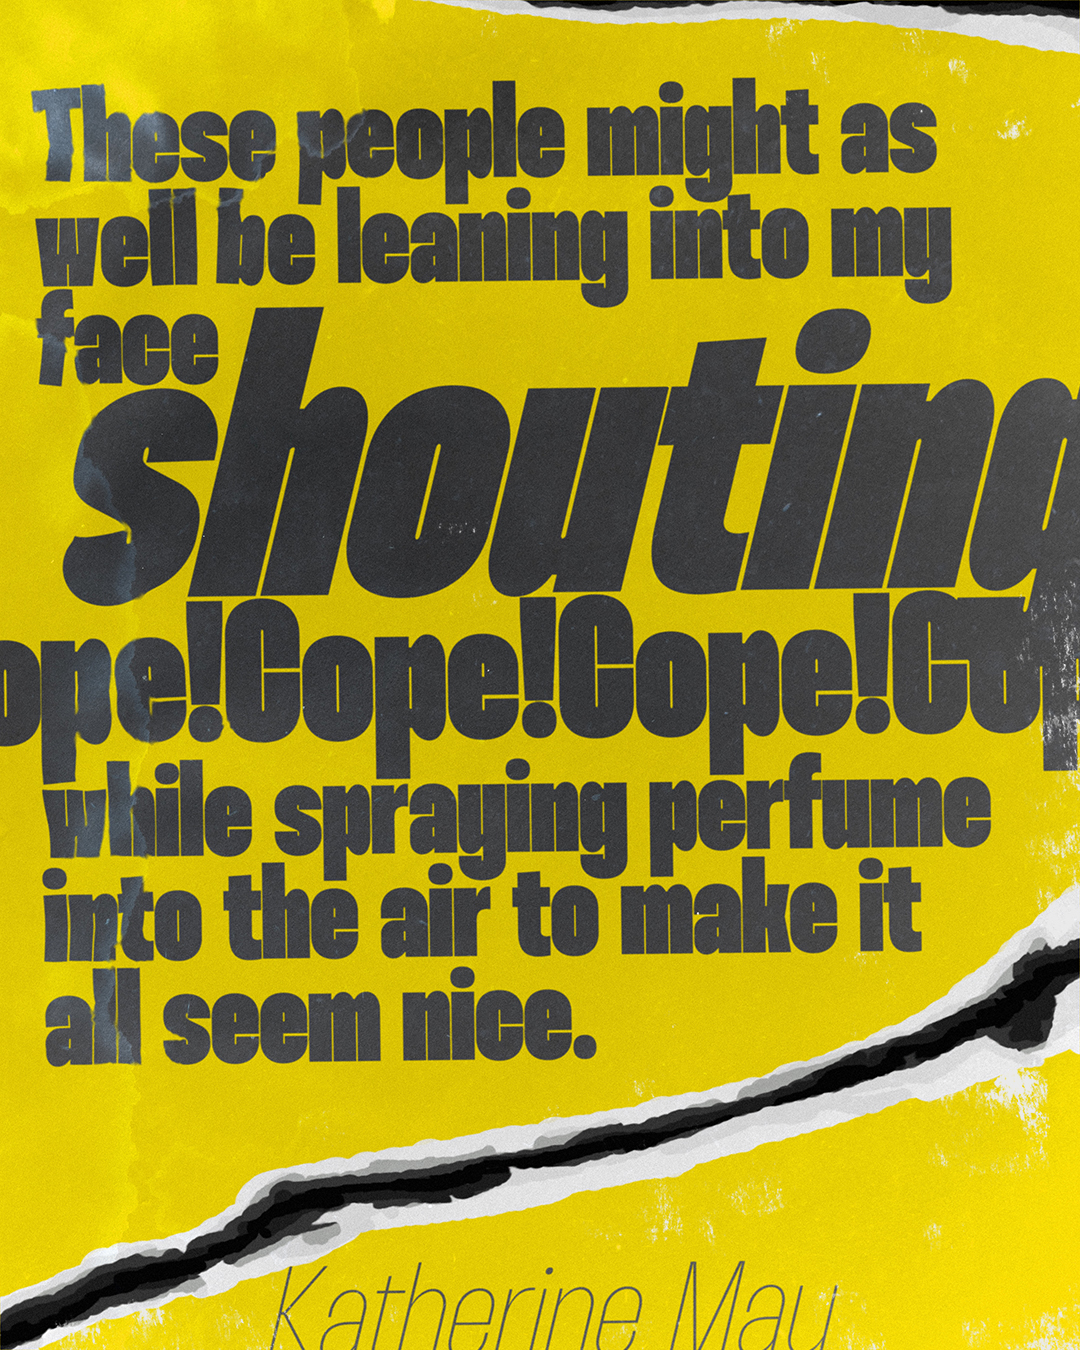 These people might as
well be leaning into my
face
shouting
ope!Cope!Cope!Cop
while spraying perfume
into the air to make it
all seem nice.
Katherine May